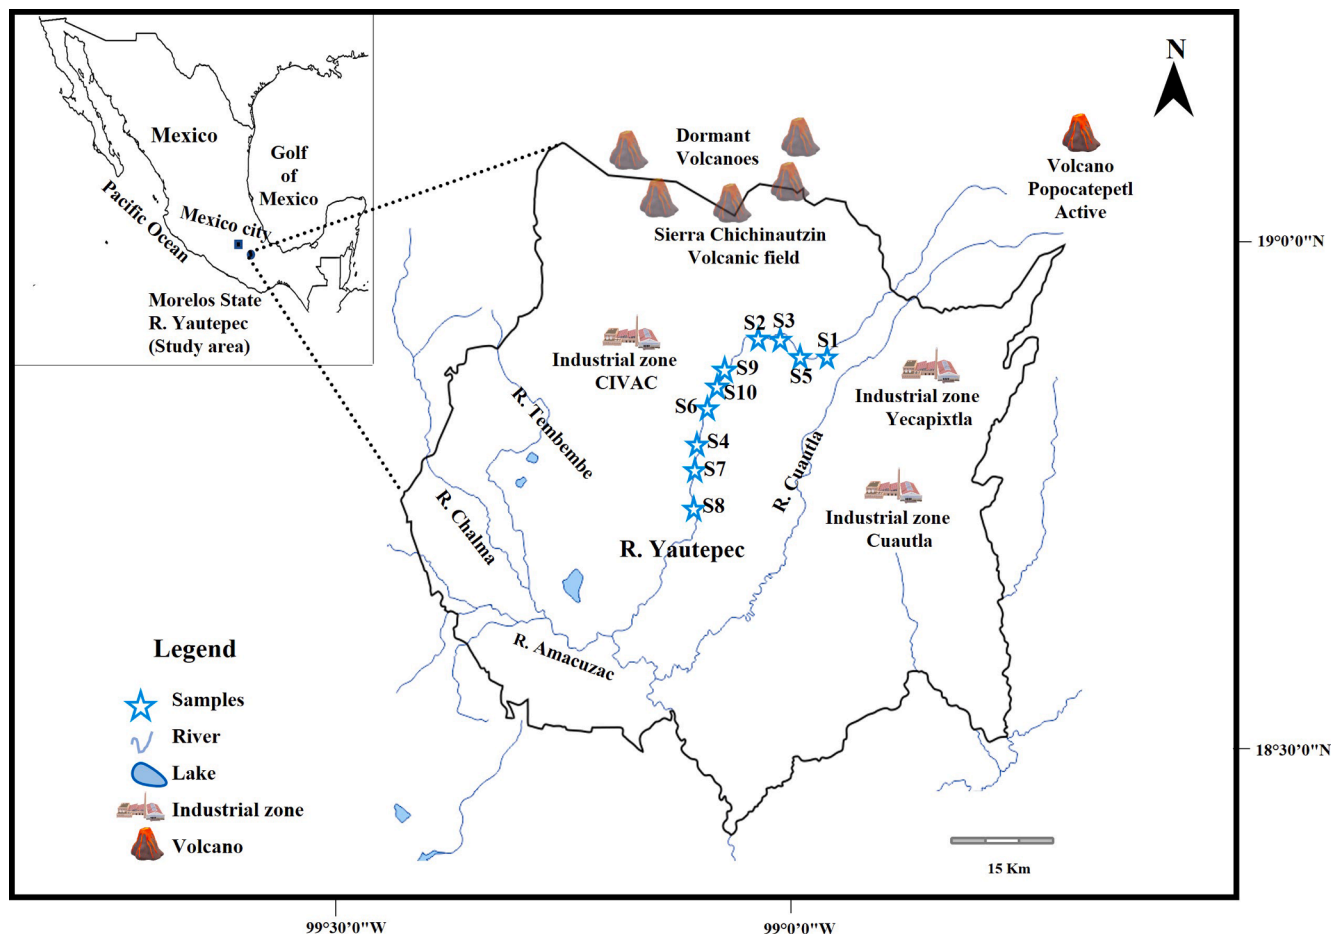 N
Mexico
Golf
of
Mexico
Pacific Ocean
Mexico city
Morelos State
R. Yautepec
(Study area)
Dormant
Volcanoes
Sierra Chichinautzin
Volcanic field
Volcano
Popocatepetl
Active
19°0'0"N
Industrial zone
CIVAC
S2
S3
S1
S5
S9
S10
S6
S4
S7
S8
Industrial zone
Yecapixtla
Industrial zone
Cuautla
R. Tembembe
R. Chalma
R. Cuautla
R. Yautepec
R. Amacuzac
Legend
Samples
River
Lake
Industrial zone
Volcano
18°30'0"N
15 Km
99°30'0"W
99°0'0"W